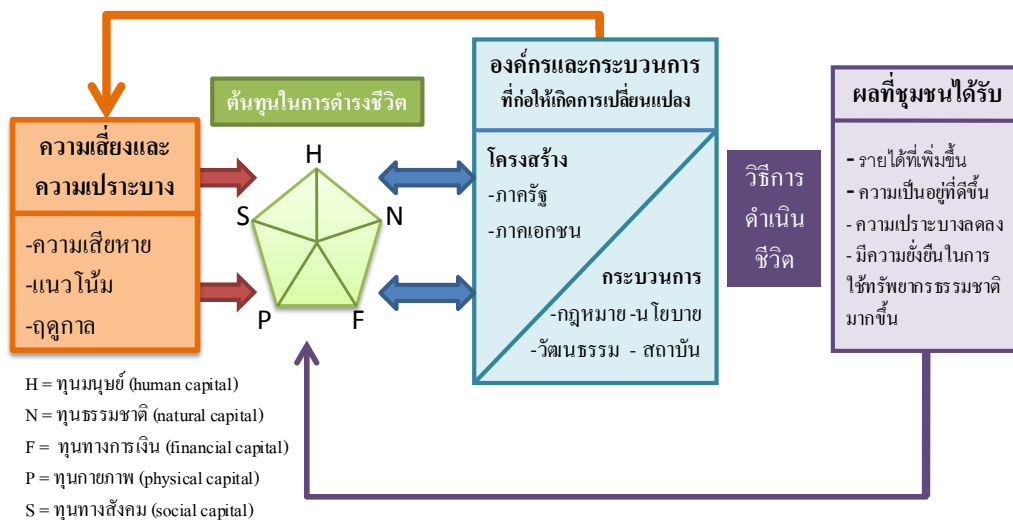 ความเสี่ยงและ
ความเปราะบาง
-ความเสียหาย
-แนวโน้ม
-ฤดูกาล
ต้นทุนในการดำรงชีวิต
H
S
N
P
F
องค์กรและกระบวนการ
ที่ก่อให้เกิดการเปลี่ยนแปลง
โครงสร้าง
-ภาครัฐ
-ภาคเอกชน
กระบวนการ
-กฎหมาย -นโยบาย
-วัฒนธรรม - สถาบัน
วิธีการ
ดำเนิน
ชีวิต
ผลที่ชุมชนได้รับ
- รายได้ที่เพิ่มขึ้น
- ความเป็นอยู่ที่ดีขึ้น
- ความเปราะบางลดลง
- มีความยั่งยืนในการ
ใช้ทรัพยากรธรรมชาติ
มากขึ้น
H = ทุนมนุษย์ (human capital)
N = ทุนธรรมชาติ (natural capital)
F = ทุนทางการเงิน (financial capital)
P = ทุนกายภาพ (physical capital)
S = ทุนทางสังคม (social capital)